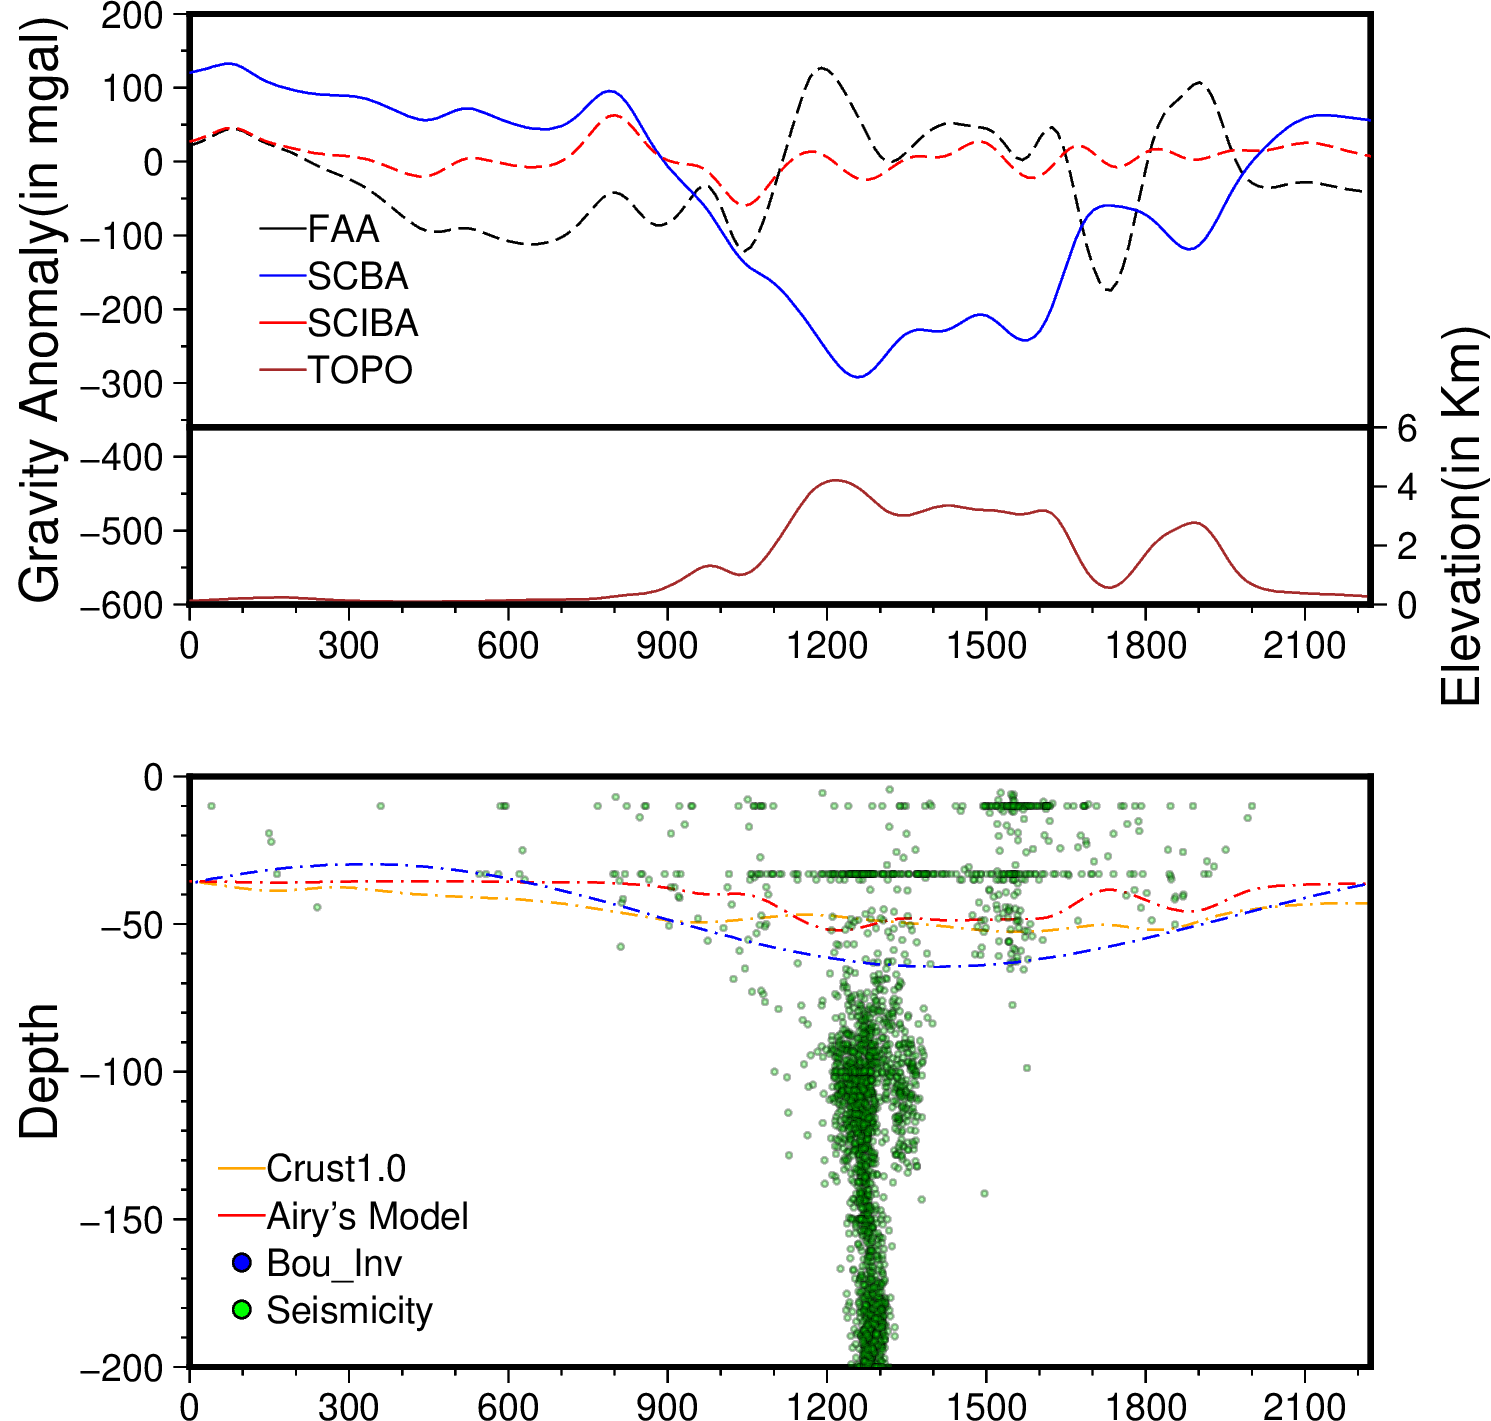 Gravity Anomaly(in mgal)
200
100
0
−100
−200
−300
−400
−500
−600
FAA
SCBA
SCIBA
TOPO
6
4
2
0
Elevation(in Km)
0 300 600 900 1200 1500 1800 2100
Depth
0
−50
−100
−150
−200
Crust1.0
Airy’s Model
Bou_Inv
Seismicity
0 300 600 900 1200 1500 1800 2100